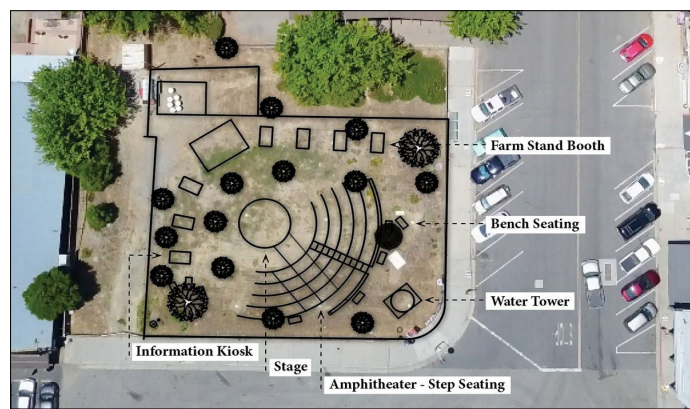 Farm Stand Booth
Bench Seating
Water Tower
Information Kiosk
Stage
Amphitheater - Step Seating